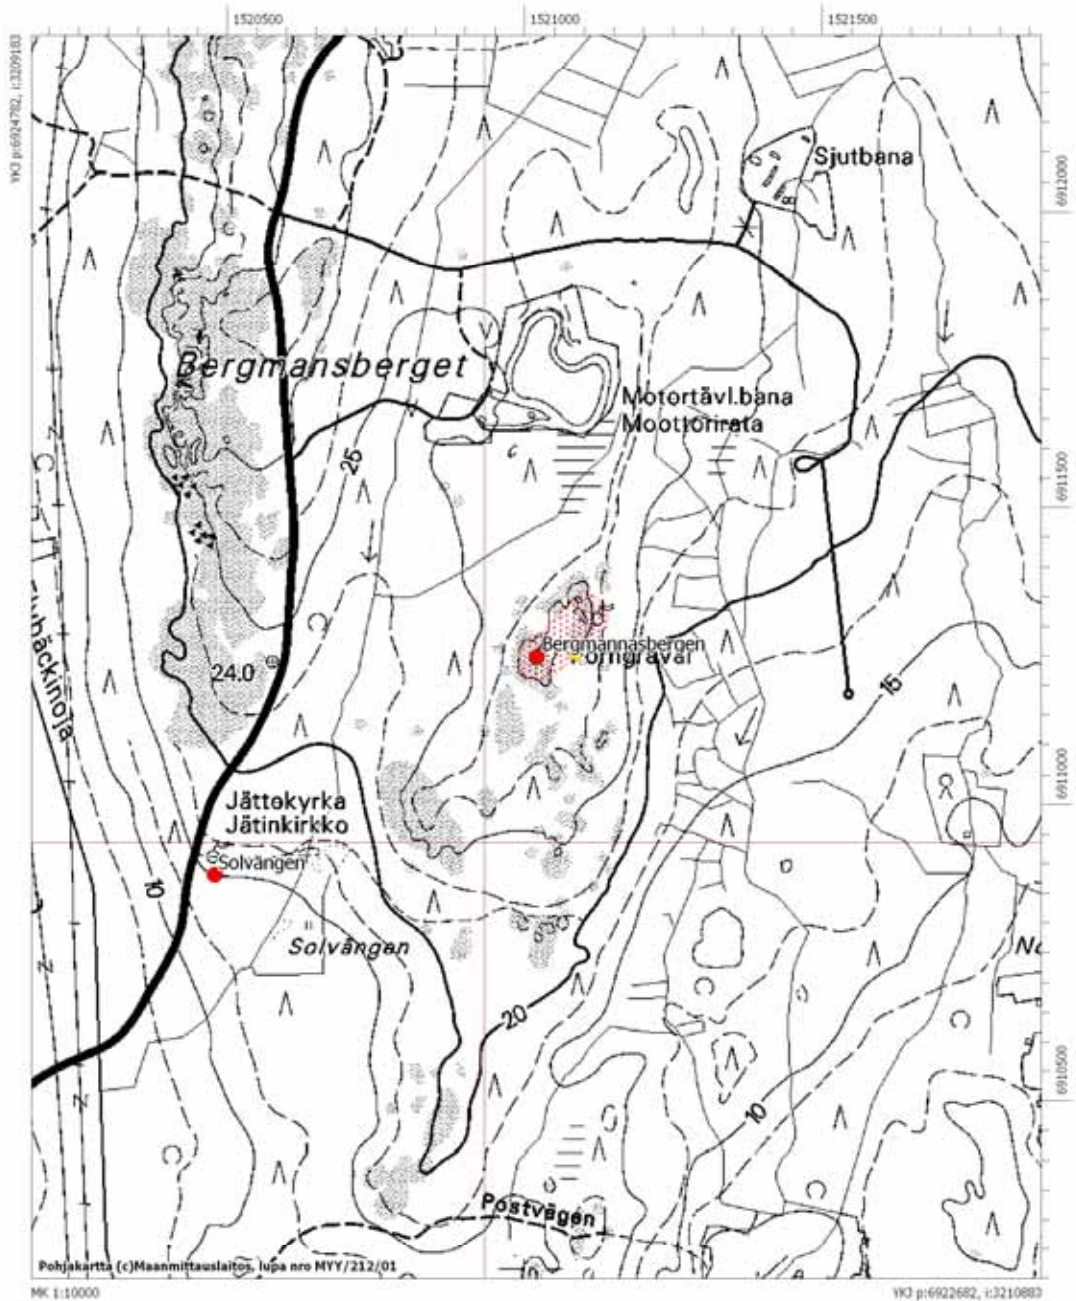 1520500
1521000
1521500
YKJ p:6924782, i:3209183
Sjutbana
6912000
Bergmansberget
Motortävl.bana
Moottorirata
25
6911500
C
C
Bergmannasbergen
24.0
15
6911000
Jättekyrka
Jätinkirkko
Solvängen
10
Solvängen
20
6910500
10
Z
Z
Z
Postvägen
Pohjakartta (c)Maanmittauslaitos, lupa nro MYY/212/01
MK 1:10000
YKJ p:6922682, i:3210883